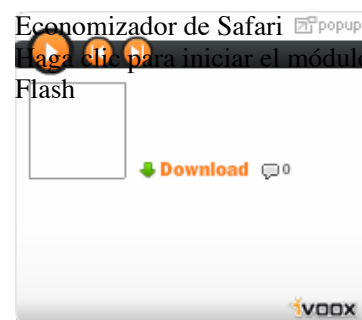 Economizador de Safari popup
Haga clic para iniciar el módulo
Flash
Download 0
ivoox